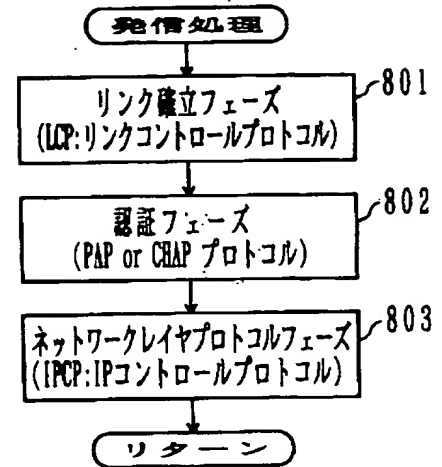 発信処理
リンク確立フェーズ
(LCP:リンクコントロールプロトコル)
801
認証フェーズ
(PAP or CHAP プロトコル)
802
ネットワークレイヤプロトコルフェーズ
(IPCP:IPコントロールプロトコル)
803
リターン